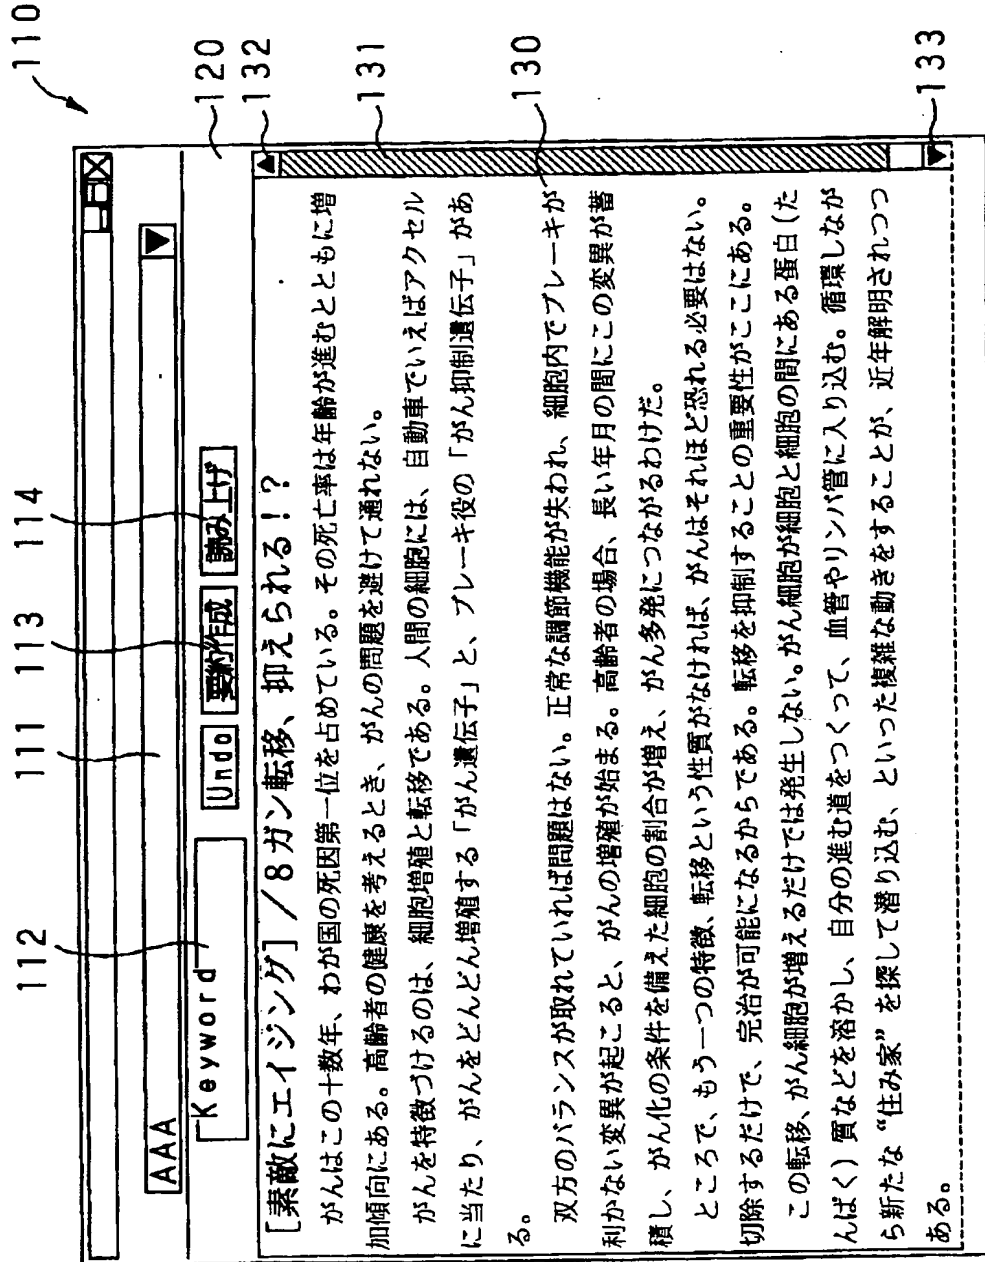 110
112 111 113 114
AAA
Keyword Undo 要約作成 読み上げ
120
132
131
130
133
[素敵にエイジング]/8ガン転移、抑えられる!?
がんはこの十数年、わが国の死因第一位を占めている。その死亡率は年齢が進むとともに増
加傾向にある。高齢者の健康を考えるとき、がんの問題を避けて通れない。
がんを特徴づけるのは、細胞増殖と転移である。人間の細胞には、自動車でいえばアクセル
に当たり、がんをどんどん増殖する「がん遺伝子」と、ブレーキ役の「がん抑制遺伝子」があ
る。
双方のバランスが取れていれば問題はない。正常な調節機能が失われ、細胞内でブレーキが
利かない変異が起こると、がんの増殖が始まる。高齢者の場合、長い年月の間にこの変異が蓄
積し、がん化の条件を備えた細胞の割合が増え、がん多発につながるわけだ。
ところで、もう一つの特徴、転移という性質がなければ、がんはそれほど恐れる必要はない。
切除するだけで、完治が可能になるからである。転移を抑制することの重要性がここにある。
この転移、がん細胞が増えるだけでは発生しない。がん細胞が細胞と細胞の間にある蛋白(た
んぱく)質などを溶かし、自分の進む道をつくって、血管やリンパ管に入り込む。循環しなが
ら新たな“住み家”を探して潜り込む、といった複雑な動きをすることが、近年解明されつつ
ある。